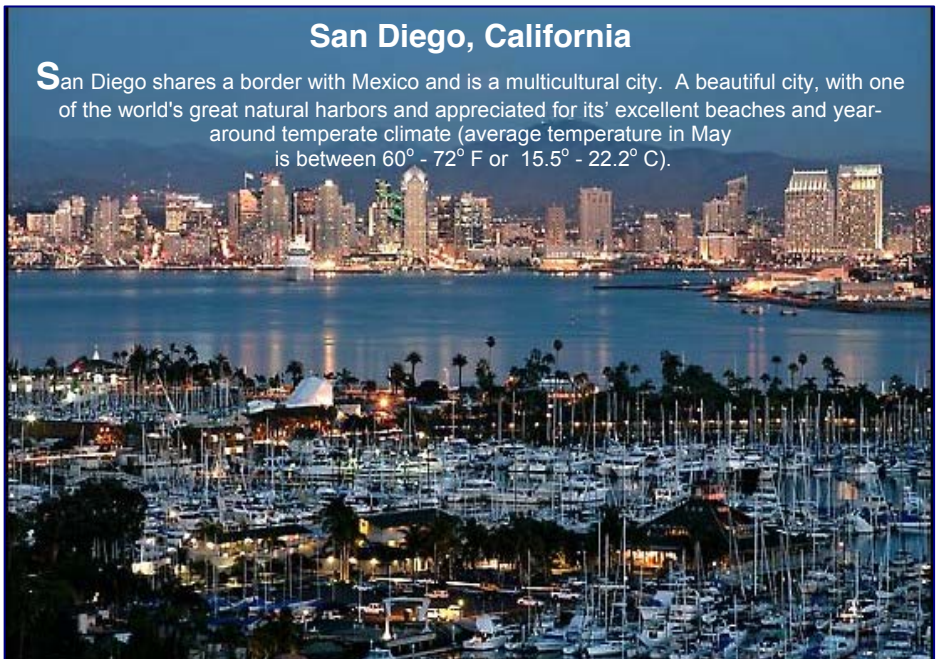 San Diego, California
San Diego shares a border with Mexico and is a multicultural city.  A beautiful city, with one
of the world's great natural harbors and appreciated for its’ excellent beaches and year-
around temperate climate (average temperature in May
is between 60° - 72° F or  15.5° - 22.2° C).